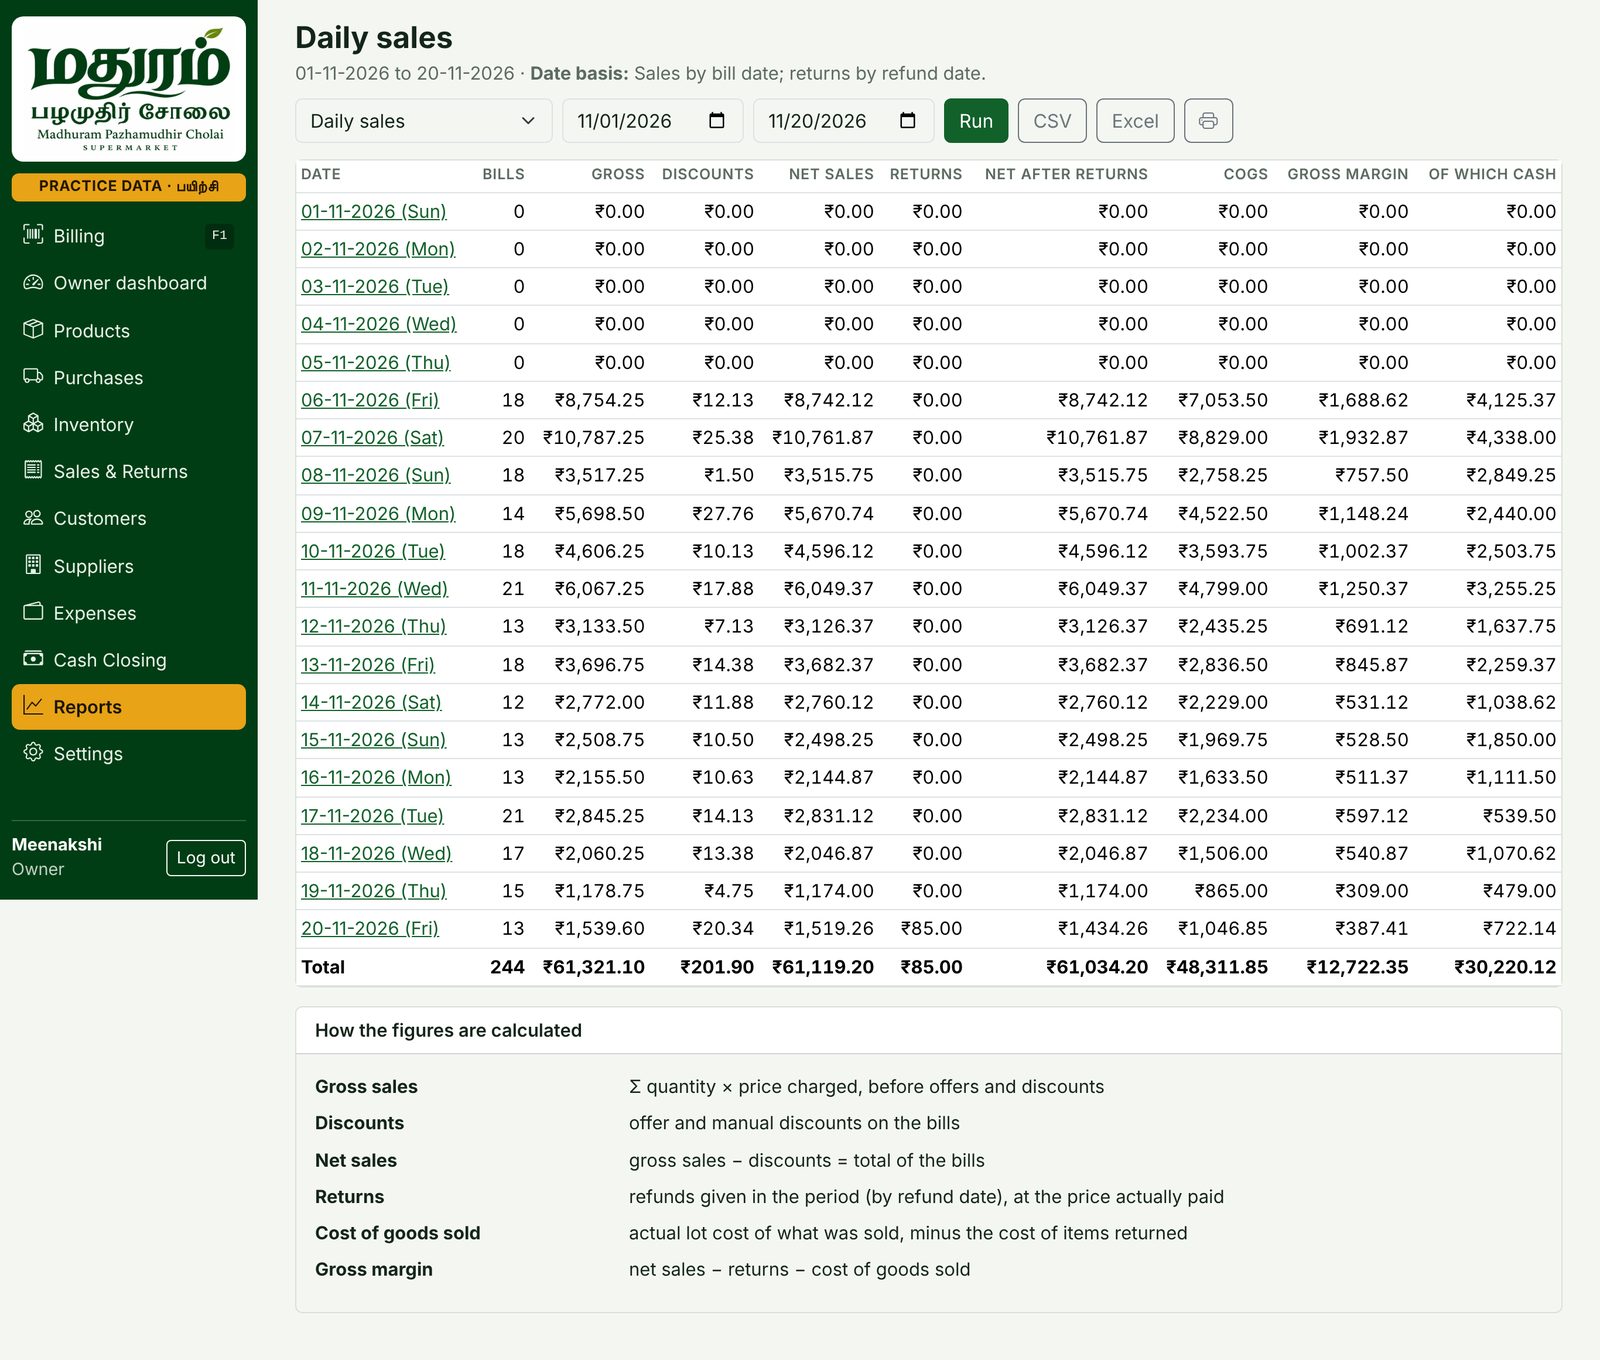 மதுரம்
பழமுதிர் சோலை
Madhuram Pazhamudhir Cholai
SUPERMARKET
PRACTICE DATA · பயிற்சி
Billing F1
Owner dashboard
Products
Purchases
Inventory
Sales & Returns
Customers
Suppliers
Expenses
Cash Closing
Reports
Settings
Meenakshi
Owner
Log out
Daily sales
01-11-2026 to 20-11-2026 · Date basis: Sales by bill date; returns by refund date.
Daily sales 11/01/2026 11/20/2026 Run CSV Excel
DATE BILLS GROSS DISCOUNTS NET SALES RETURNS NET AFTER RETURNS COGS GROSS MARGIN OF WHICH CASH
01-11-2026 (Sun) 0 ₹0.00 ₹0.00 ₹0.00 ₹0.00 ₹0.00 ₹0.00 ₹0.00 ₹0.00
02-11-2026 (Mon) 0 ₹0.00 ₹0.00 ₹0.00 ₹0.00 ₹0.00 ₹0.00 ₹0.00 ₹0.00
03-11-2026 (Tue) 0 ₹0.00 ₹0.00 ₹0.00 ₹0.00 ₹0.00 ₹0.00 ₹0.00 ₹0.00
04-11-2026 (Wed) 0 ₹0.00 ₹0.00 ₹0.00 ₹0.00 ₹0.00 ₹0.00 ₹0.00 ₹0.00
05-11-2026 (Thu) 0 ₹0.00 ₹0.00 ₹0.00 ₹0.00 ₹0.00 ₹0.00 ₹0.00 ₹0.00
06-11-2026 (Fri) 18 ₹8,754.25 ₹12.13 ₹8,742.12 ₹0.00 ₹8,742.12 ₹7,053.50 ₹1,688.62 ₹4,125.37
07-11-2026 (Sat) 20 ₹10,787.25 ₹25.38 ₹10,761.87 ₹0.00 ₹10,761.87 ₹8,829.00 ₹1,932.87 ₹4,338.00
08-11-2026 (Sun) 18 ₹3,517.25 ₹1.50 ₹3,515.75 ₹0.00 ₹3,515.75 ₹2,758.25 ₹757.50 ₹2,849.25
09-11-2026 (Mon) 14 ₹5,698.50 ₹27.76 ₹5,670.74 ₹0.00 ₹5,670.74 ₹4,522.50 ₹1,148.24 ₹2,440.00
10-11-2026 (Tue) 18 ₹4,606.25 ₹10.13 ₹4,596.12 ₹0.00 ₹4,596.12 ₹3,593.75 ₹1,002.37 ₹2,503.75
11-11-2026 (Wed) 21 ₹6,067.25 ₹17.88 ₹6,049.37 ₹0.00 ₹6,049.37 ₹4,799.00 ₹1,250.37 ₹3,255.25
12-11-2026 (Thu) 13 ₹3,133.50 ₹7.13 ₹3,126.37 ₹0.00 ₹3,126.37 ₹2,435.25 ₹691.12 ₹1,637.75
13-11-2026 (Fri) 18 ₹3,696.75 ₹14.38 ₹3,682.37 ₹0.00 ₹3,682.37 ₹2,836.50 ₹845.87 ₹2,259.37
14-11-2026 (Sat) 12 ₹2,772.00 ₹11.88 ₹2,760.12 ₹0.00 ₹2,760.12 ₹2,229.00 ₹531.12 ₹1,038.62
15-11-2026 (Sun) 13 ₹2,508.75 ₹10.50 ₹2,498.25 ₹0.00 ₹2,498.25 ₹1,969.75 ₹528.50 ₹1,850.00
16-11-2026 (Mon) 13 ₹2,155.50 ₹10.63 ₹2,144.87 ₹0.00 ₹2,144.87 ₹1,633.50 ₹511.37 ₹1,111.50
17-11-2026 (Tue) 21 ₹2,845.25 ₹14.13 ₹2,831.12 ₹0.00 ₹2,831.12 ₹2,234.00 ₹597.12 ₹539.50
18-11-2026 (Wed) 17 ₹2,060.25 ₹13.38 ₹2,046.87 ₹0.00 ₹2,046.87 ₹1,506.00 ₹540.87 ₹1,070.62
19-11-2026 (Thu) 15 ₹1,178.75 ₹4.75 ₹1,174.00 ₹0.00 ₹1,174.00 ₹865.00 ₹309.00 ₹479.00
20-11-2026 (Fri) 13 ₹1,539.60 ₹20.34 ₹1,519.26 ₹85.00 ₹1,434.26 ₹1,046.85 ₹387.41 ₹722.14
Total 244 ₹61,321.10 ₹201.90 ₹61,119.20 ₹85.00 ₹61,034.20 ₹48,311.85 ₹12,722.35 ₹30,220.12
How the figures are calculated
Gross sales Σ quantity × price charged, before offers and discounts
Discounts offer and manual discounts on the bills
Net sales gross sales − discounts = total of the bills
Returns refunds given in the period (by refund date), at the price actually paid
Cost of goods sold actual lot cost of what was sold, minus the cost of items returned
Gross margin net sales − returns − cost of goods sold